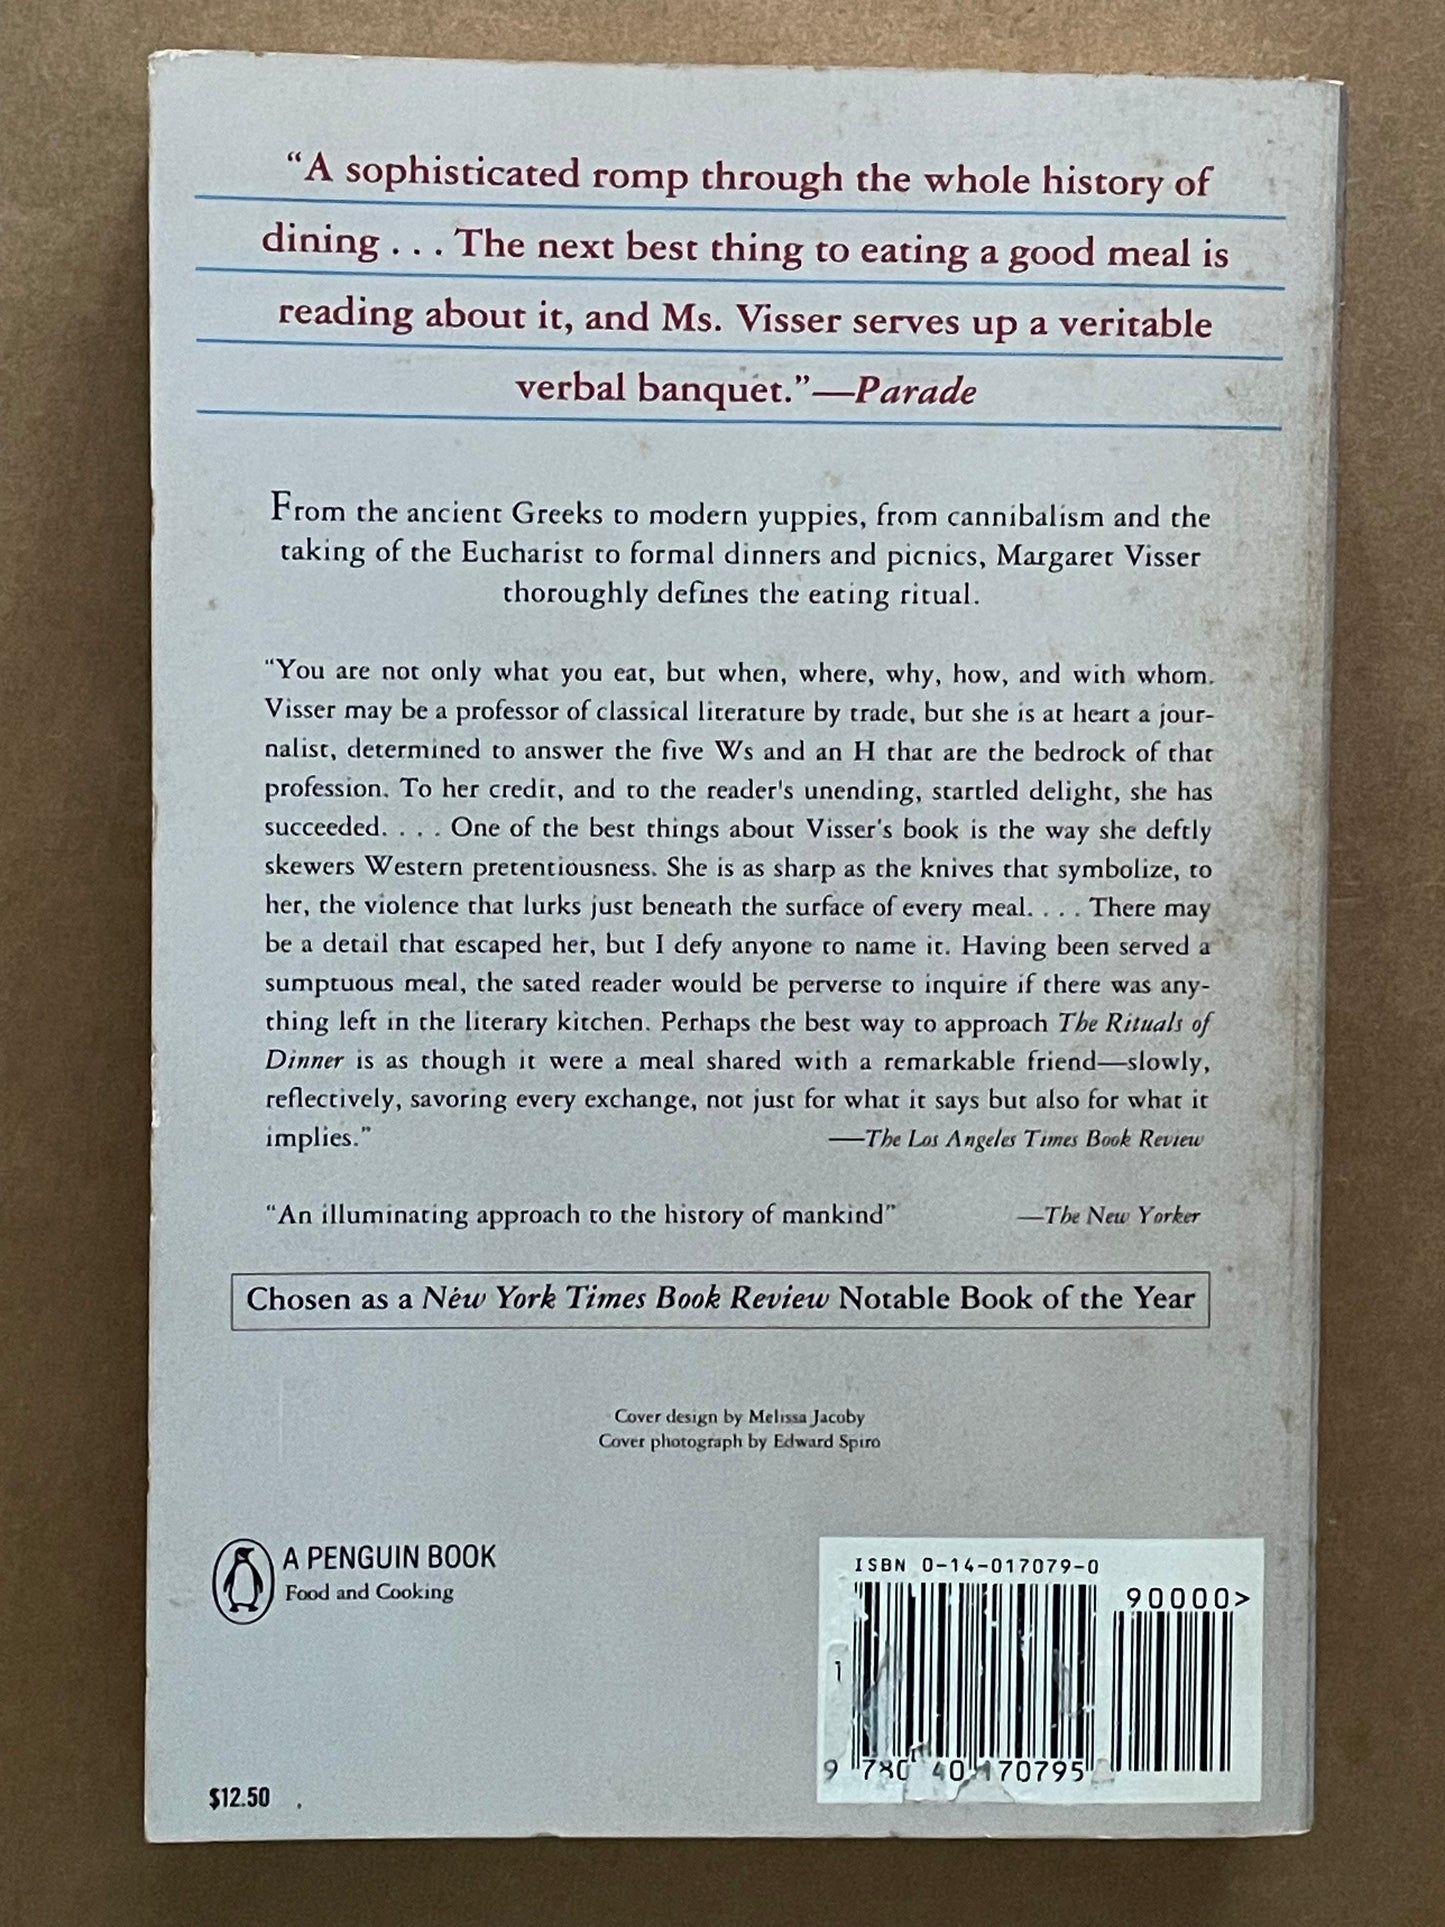 “A sophisticated romp through the whole history of
dining . . . The next best thing to eating a good meal is
reading about it, and Ms. Visser serves up a veritable
verbal banquet.”—Parade
From the ancient Greeks to modern yuppies, from cannibalism and the
taking of the Eucharist to formal dinners and picnics, Margaret Visser
thoroughly defines the eating ritual.
“You are not only what you eat, but when, where, why, how, and with whom.
Visser may be a professor of classical literature by trade, but she is at heart a jour-
nalist, determined to answer the five Ws and an H that are the bedrock of that
profession. To her credit, and to the reader's unending, startled delight, she has
succeeded. . . . One of the best things about Visser's book is the way she deftly
skewers Western pretentiousness. She is as sharp as the knives that symbolize, to
her, the violence that lurks just beneath the surface of every meal. . . . There may
be a detail that escaped her, but I defy anyone to name it. Having been served a
sumptuous meal, the sated reader would be perverse to inquire if there was any-
thing left in the literary kitchen. Perhaps the best way to approach The Rituals of
Dinner is as though it were a meal shared with a remarkable friend—slowly,
reflectively, savoring every exchange, not just for what it says but also for what it
implies.” —The Los Angeles Times Book Review
“An illuminating approach to the history of mankind” —The New Yorker
Chosen as a New York Times Book Review Notable Book of the Year
Cover design by Melissa Jacoby
Cover photograph by Edward Spiro
A PENGUIN BOOK
Food and Cooking
$12.50
ISBN 0-14-017079-0
90000>
1
9